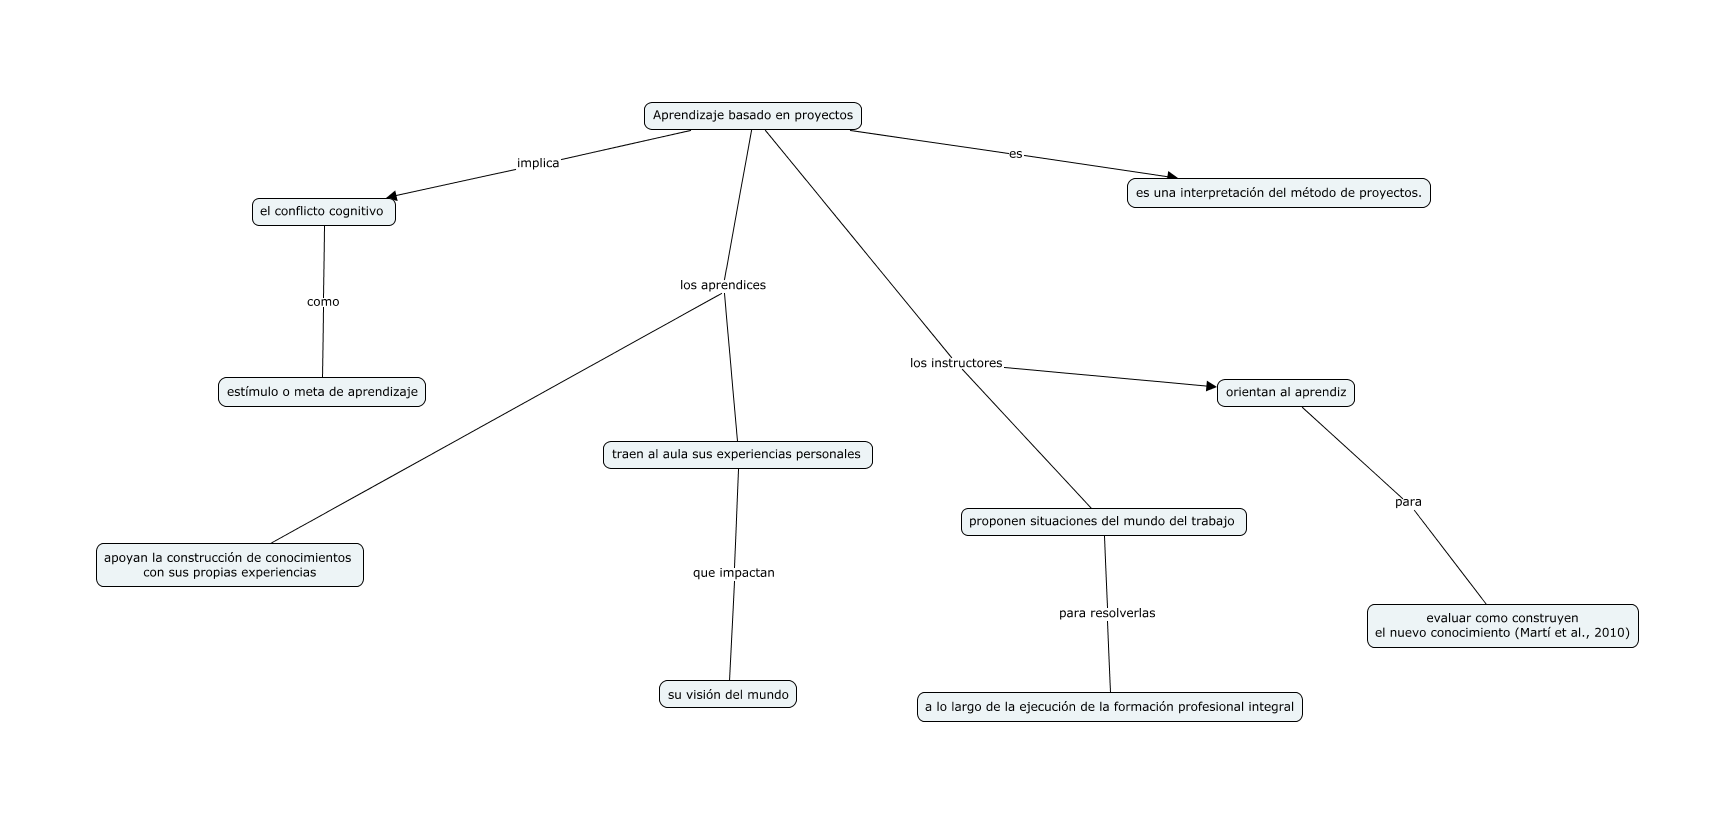 Aprendizaje basado en proyectos
es
implica
es una interpretación del método de proyectos.
el conflicto cognitivo
los aprendices
como
los instructores
estímulo o meta de aprendizaje
orientan al aprendiz
traen al aula sus experiencias personales
para
proponen situaciones del mundo del trabajo
apoyan la construcción de conocimientos
con sus propias experiencias
que impactan
para resolverlas
evaluar como construyen
el nuevo conocimiento (Martí et al., 2010)
su visión del mundo
a lo largo de la ejecución de la formación profesional integral